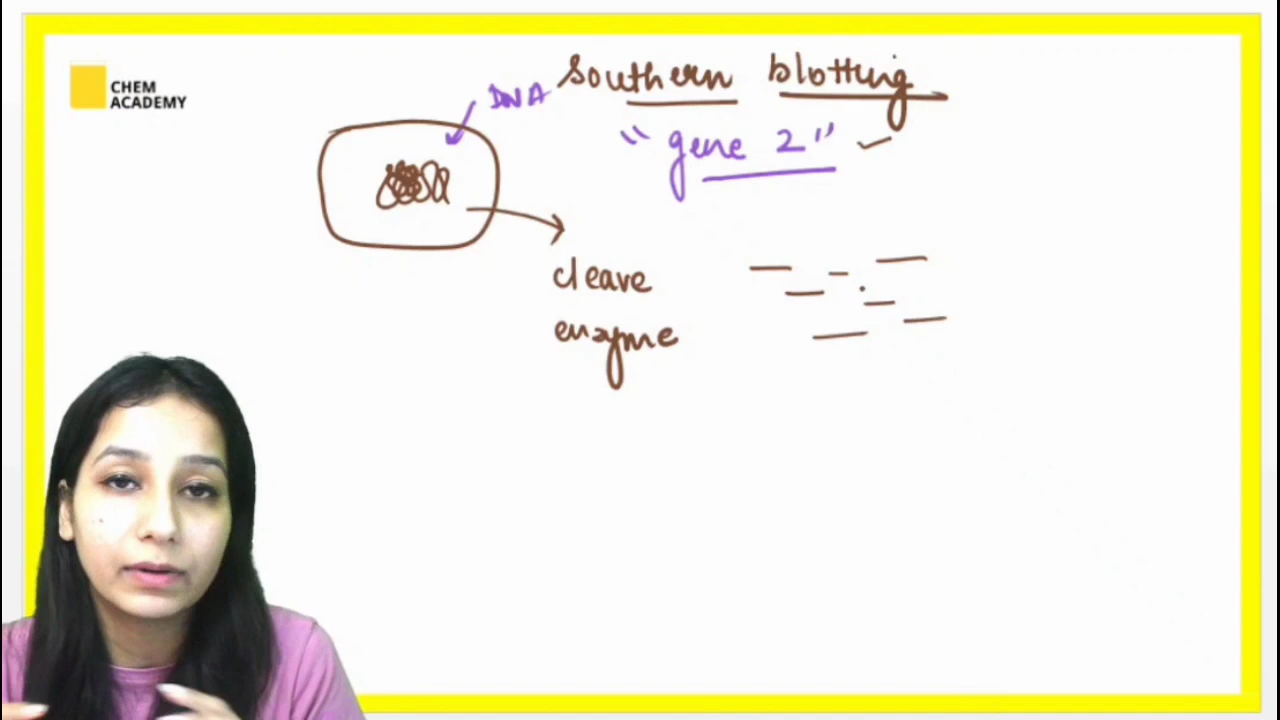 CHEM
ACADEMY
Southern blotting
DNA
"gene 2"
cleave
enzyme